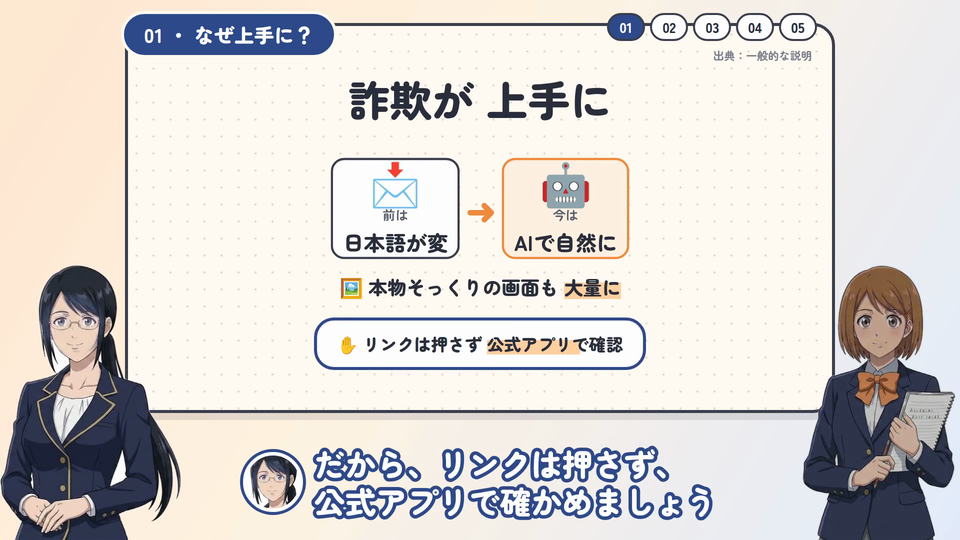 01 ・ なぜ上手に？
01 02 03 04 05
出典：一般的な説明
詐欺が 上手に
前は
日本語が変
今は
AIで自然に
本物そっくりの画面も 大量に
リンクは押さず 公式アプリで確認
だから、リンクは押さず、
公式アプリで確かめましょう